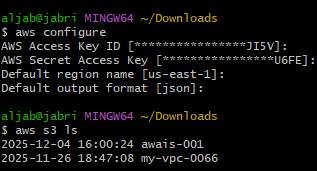 aljab@jabri MINGW64 ~/Downloads
$ aws configure
AWS Access Key ID [****************JI5V]:
AWS Secret Access Key [****************U6FE]:
Default region name [us-east-1]:
Default output format [json]:
aljab@jabri MINGW64 ~/Downloads
$ aws s3 ls
2025-12-04 16:00:24 awais-001
2025-11-26 18:47:08 my-vpc-0066